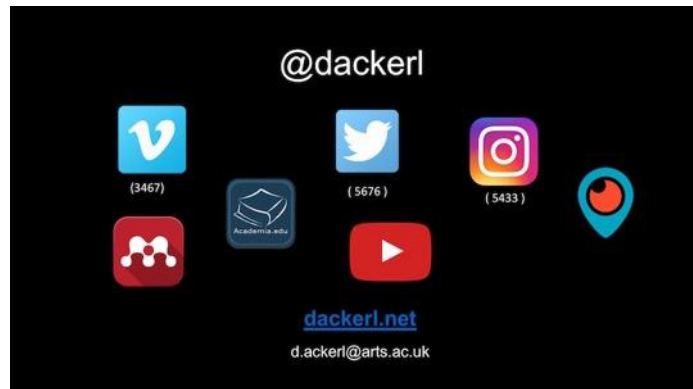 @dackerl
(3467)
( 5676 )
( 5433 )
Academia.edu
dackerl.net
d.ackerl@arts.ac.uk